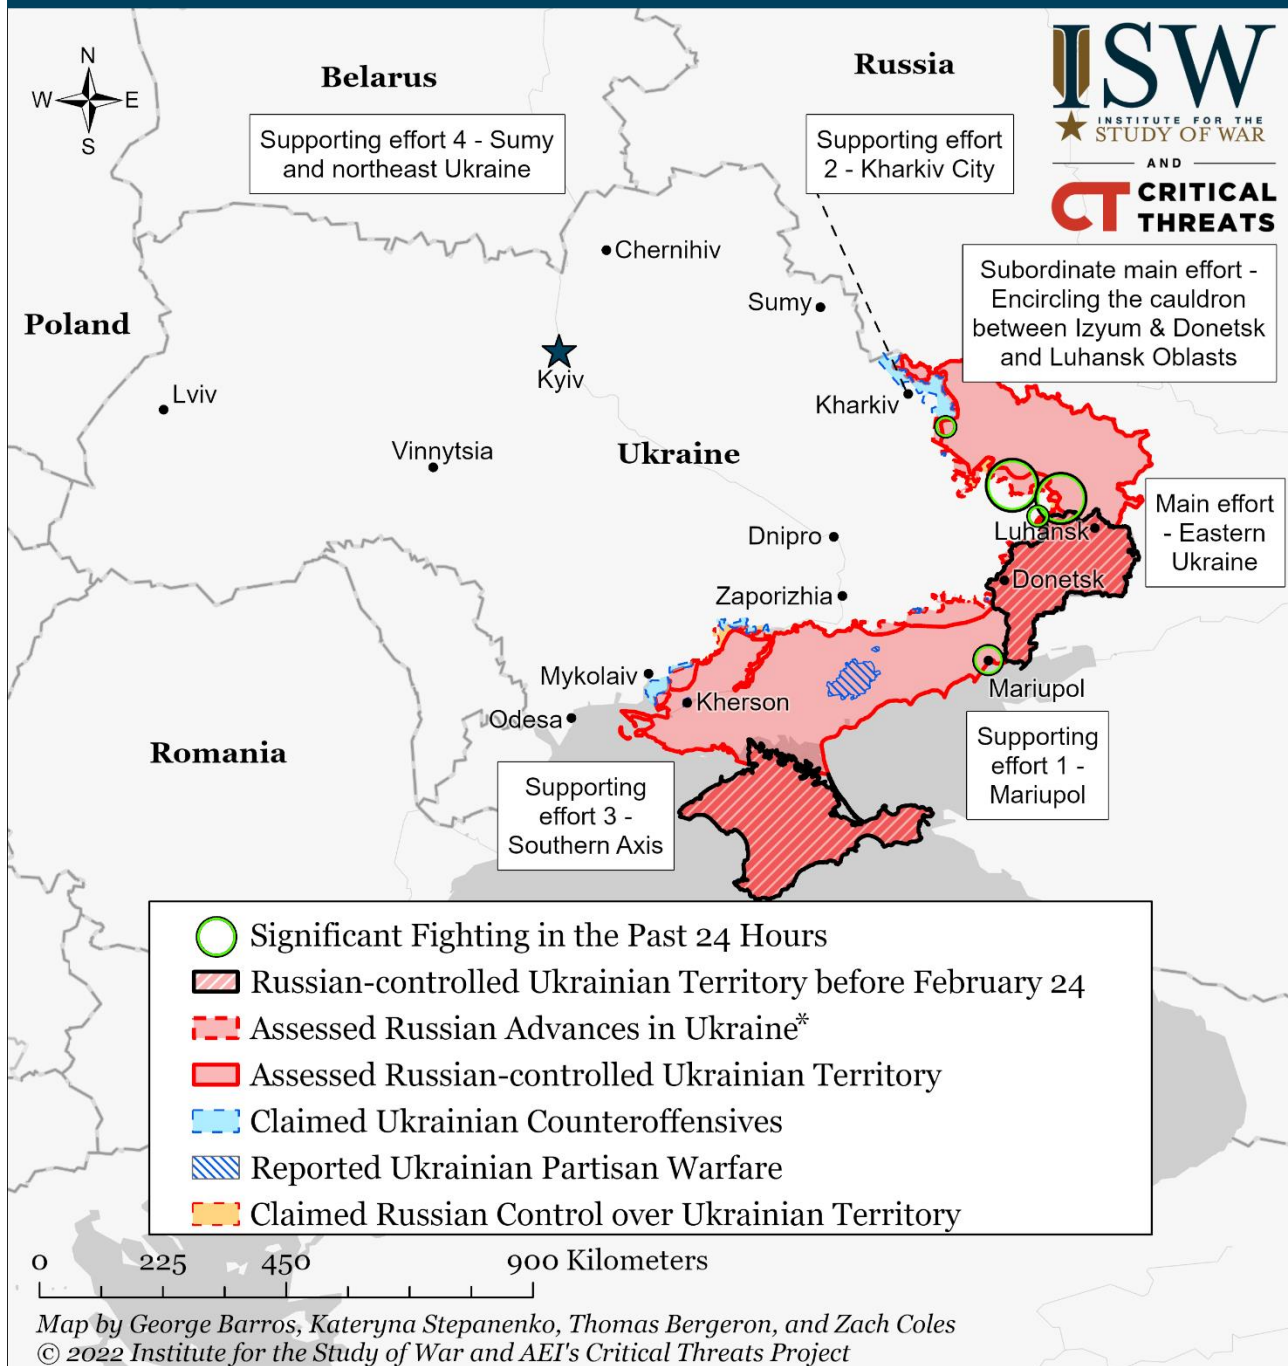 N
W
E
S
Belarus
Russia
ISW
INSTITUTE FOR THE
STUDY OF WAR
AND
CT CRITICAL
THREATS
Supporting effort 4 - Sumy
and northeast Ukraine
Supporting effort
2 - Kharkiv City
Subordinate main effort -
Encircling the cauldron
between Izyum & Donetsk
and Luhansk Oblasts
Chernihiv
Sumy
Poland
Kyiv
Lviv
Kharkiv
Vinnytsia
Ukraine
Main effort
- Eastern
Ukraine
Dnipro
Luhansk
Donetsk
Zaporizhia
Mykolaiv
Kherson
Mariupol
Odesa
Romania
Supporting
effort 1 -
Mariupol
Supporting
effort 3 -
Southern Axis
Significant Fighting in the Past 24 Hours
Russian-controlled Ukrainian Territory before February 24
Assessed Russian Advances in Ukraine*
Assessed Russian-controlled Ukrainian Territory
Claimed Ukrainian Counteroffensives
Reported Ukrainian Partisan Warfare
Claimed Russian Control over Ukrainian Territory
0 225 450 900 Kilometers
Map by George Barros, Kateryna Stepanenko, Thomas Bergeron, and Zach Coles
© 2022 Institute for the Study of War and AEI's Critical Threats Project